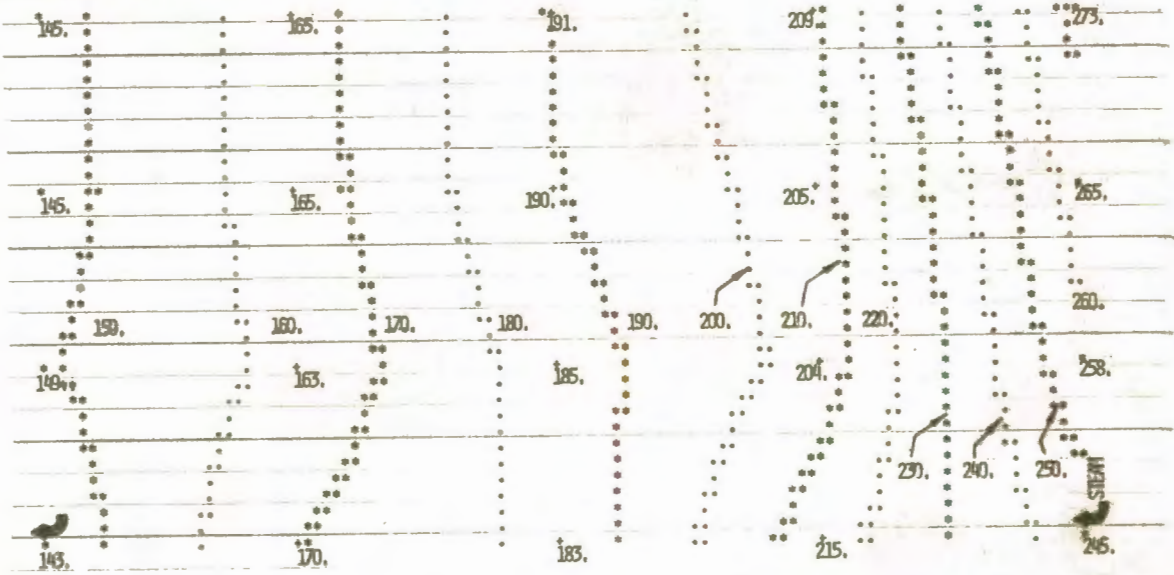 145. 165. 191. 209 273.
145. 165. 190. 205. 265.
260.
159. 160. 170. 180. 190. 200. 210. 220.
149. 163. 185. 204. 258.
230. 240. 250.
STEAM
143. 170. 183. 215. 245.